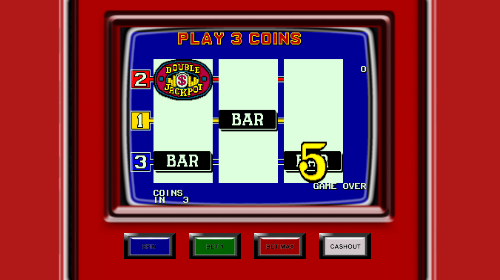 PLAY 3 COINS
DOUBLE
$
JACKPOT
2
0
1
BAR
3
BAR
5
GAME OVER
COINS
IN 3
CASHOUT